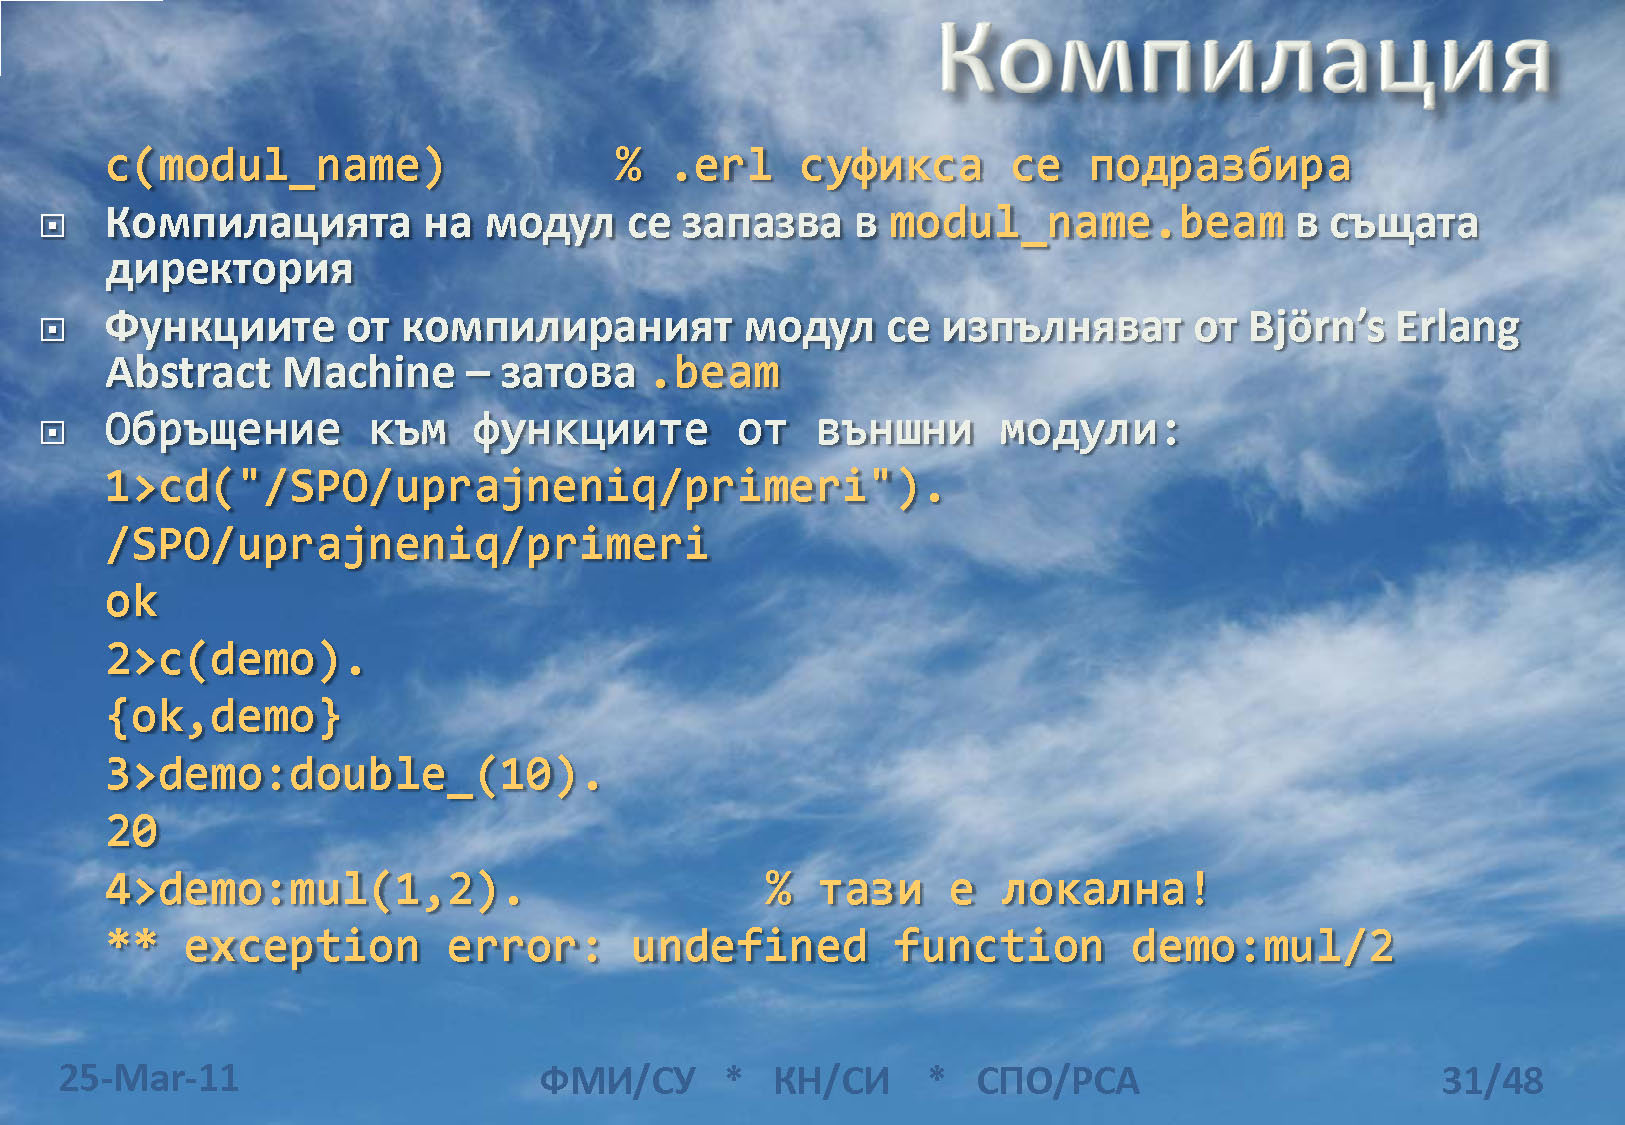 Компилация
c(modul_name) % .erl суфикса се подразбира
Компилацията на модул се запазва в modul_name.beam в същата
директория
Функциите от компилираният модул се изпълняват от Björn’s Erlang
Abstract Machine – затова .beam
Обръщение към функциите от външни модули:
1>cd("/SPO/uprajneniq/primeri").
/SPO/uprajneniq/primeri
ok
2>c(demo).
{ok,demo}
3>demo:double_(10).
20
4>demo:mul(1,2). % тази е локална!
** exception error: undefined function demo:mul/2
25-Mar-11 ФМИ/СУ * КН/СИ * СПО/РСА 31/48